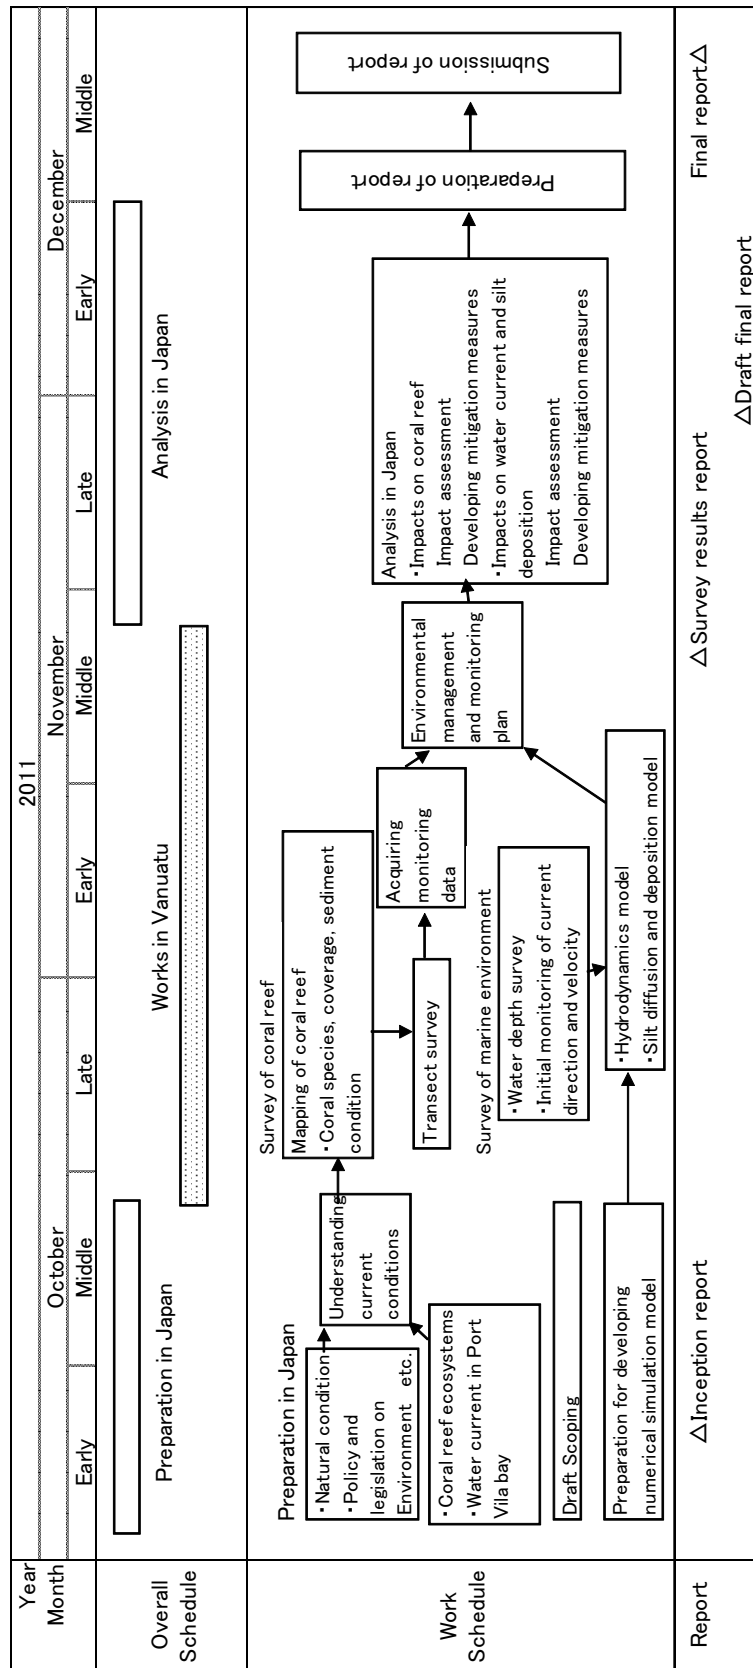 Year
2011
Month
October
November
December
Early
Middle
Late
Early
Middle
Late
Early
Middle
Overall
Schedule
Preparation in Japan
Works in Vanuatu
Analysis in Japan
Work
Schedule
Preparation in Japan
・Natural condition
・Policy and
legislation on
Environment etc.
・Coral reef ecosystems
・Water current in Port
Vila bay
Draft Scoping
Preparation for developing
numerical simulation model
Understanding
current
conditions
Survey of coral reef
Mapping of coral reef
・Coral species, coverage, sediment
condition
Transect survey
Survey of marine environment
・Water depth survey
・Initial monitoring of current
direction and velocity
・Hydrodynamics model
・Silt diffusion and deposition model
Acquiring
monitoring
data
Environmental
management
and monitoring
plan
Analysis in Japan
・Impacts on coral reef
Impact assessment
Developing mitigation measures
・Impacts on water current and silt
deposition
Impact assessment
Developing mitigation measures
Preparation of report
Submission of report
Report
△Inception report
△Survey results report
Final report△
△Draft final report